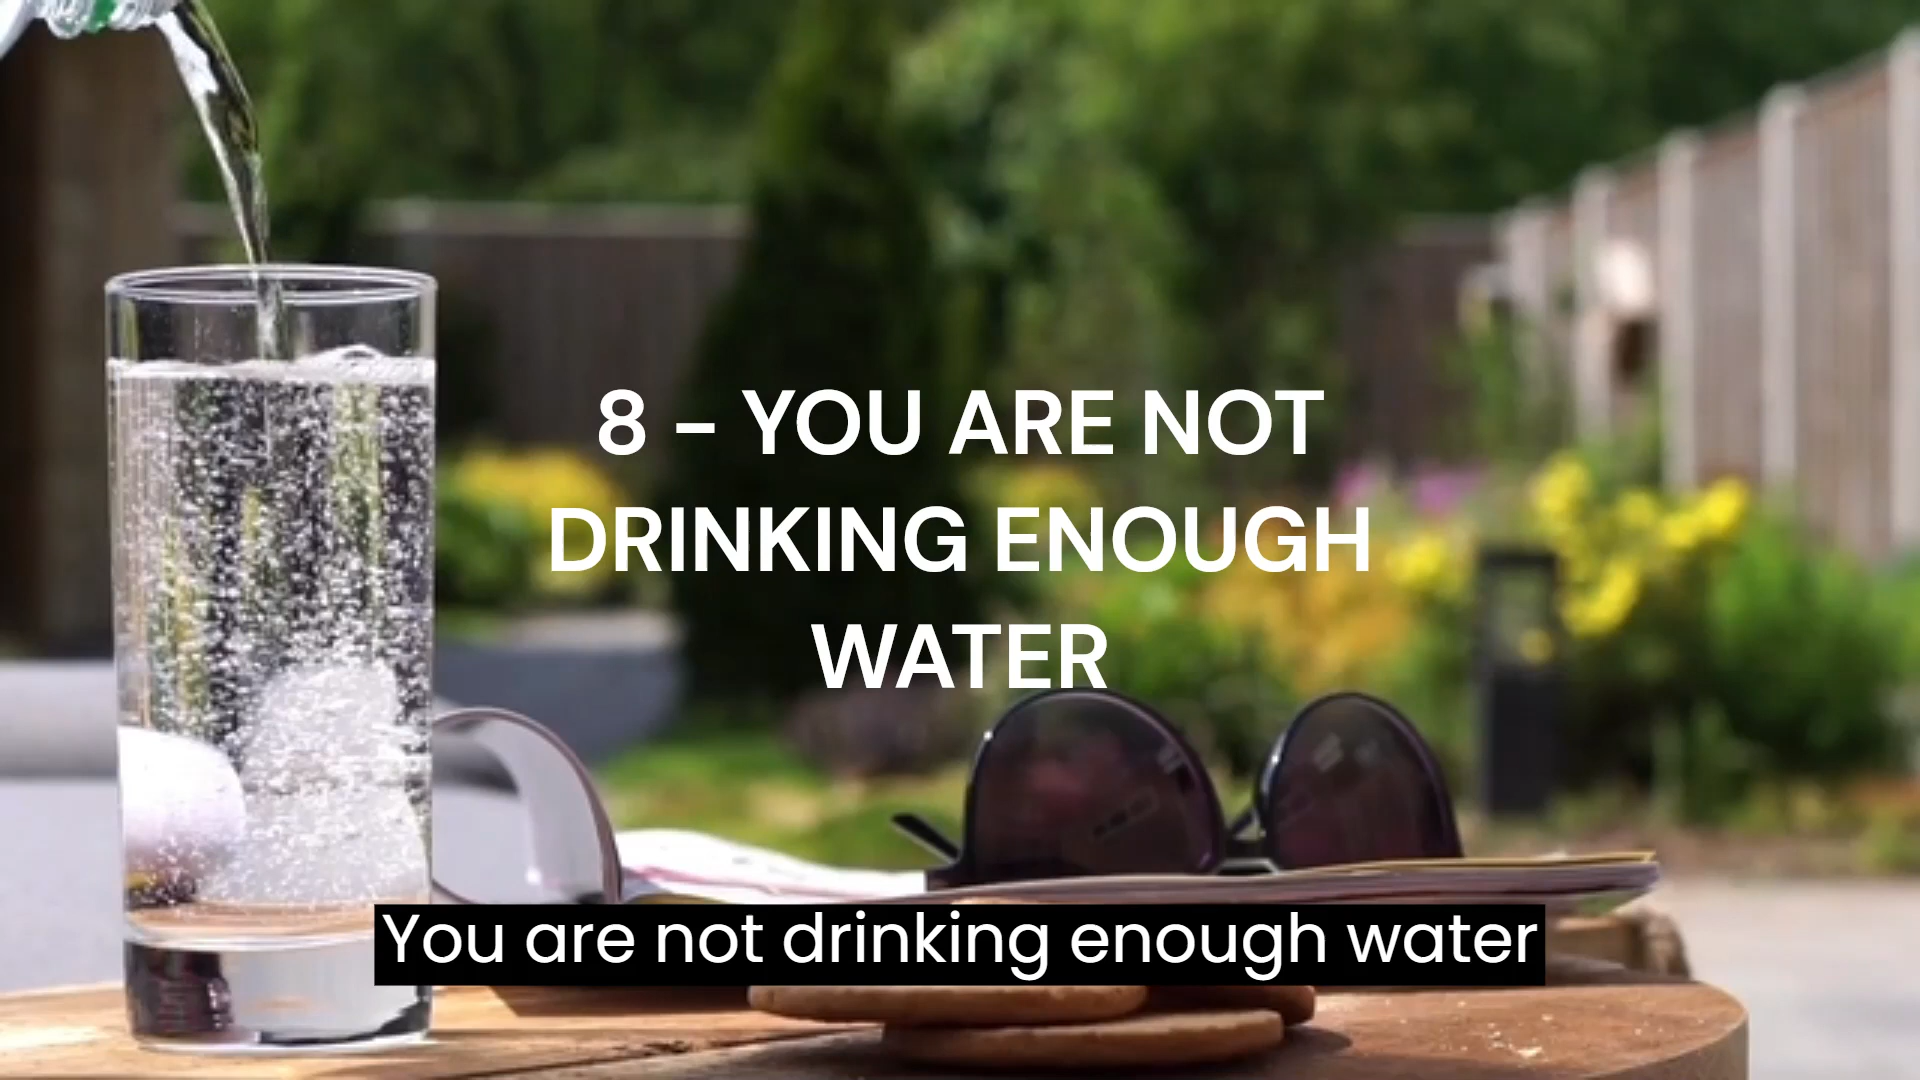 8 – YOU ARE NOT
DRINKING ENOUGH
WATER
You are not drinking enough water